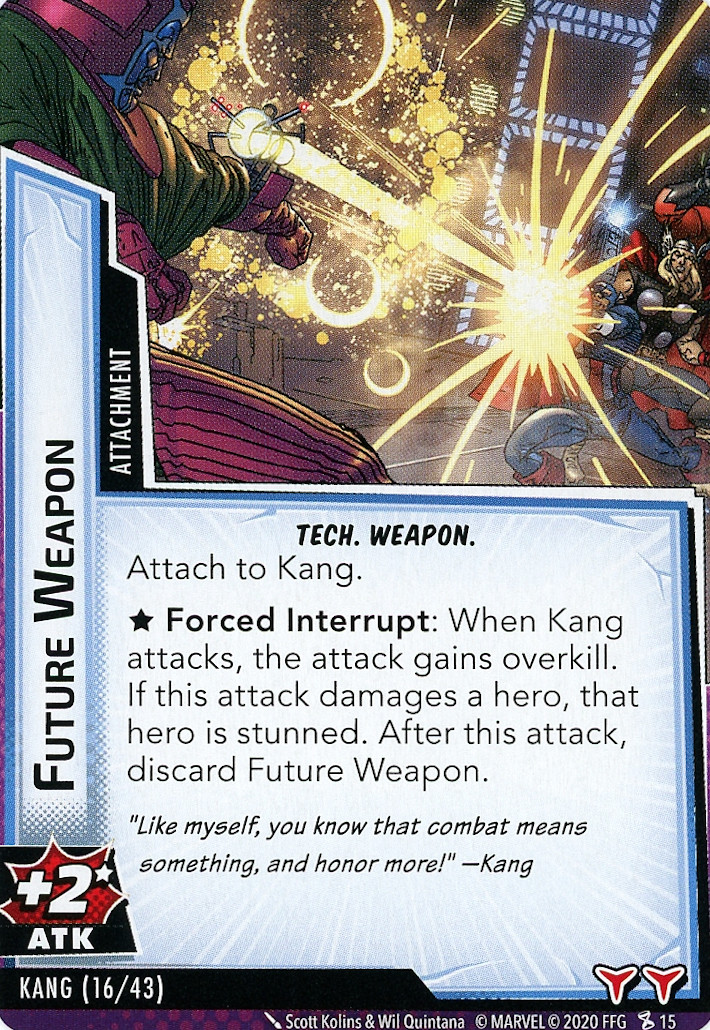 ATTACHMENT
FUTURE WEAPON
TECH. WEAPON.
Attach to Kang.
★ Forced Interrupt: When Kang
attacks, the attack gains overkill.
If this attack damages a hero, that
hero is stunned. After this attack,
discard Future Weapon.
"Like myself, you know that combat means
something, and honor more!" —Kang
+2★
ATK
KANG (16/43)
Scott Kolins & Wil Quintana © MARVEL © 2020 FFG 15